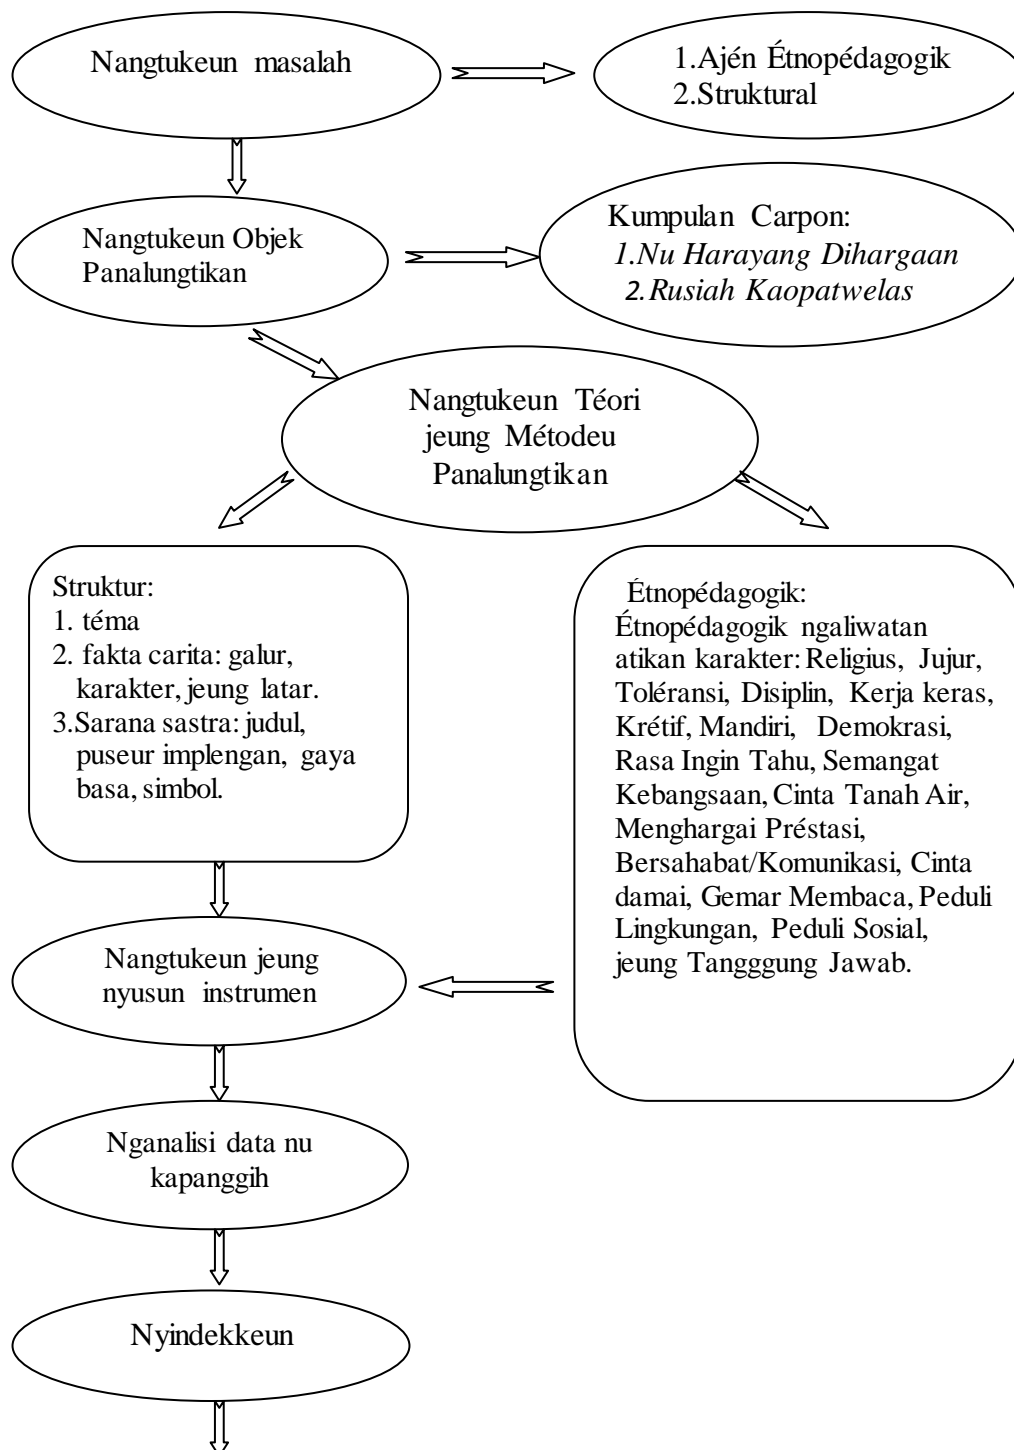 Nangtukeun masalah
1.Ajén Étnopédagogik
2.Struktural
Nangtukeun Objek
Panalungtikan
Kumpulan Carpon:
1.Nu Harayang Dihargaan
2.Rusiah Kaopatwelas
Nangtukeun Téori
jeung Métodeu
Panalungtikan
Struktur:
1. téma
2. fakta carita: galur,
karakter, jeung latar.
3.Sarana sastra: judul,
puseur implengan, gaya
basa, simbol.
Étnopédagogik:
Étnopédagogik ngaliwatan
atikan karakter: Religius, Jujur,
Toléransi, Disiplin, Kerja keras,
Krétif, Mandiri, Demokrasi,
Rasa Ingin Tahu, Semangat
Kebangsaan, Cinta Tanah Air,
Menghargai Préstasi,
Bersahabat/Komunikasi, Cinta
damai, Gemar Membaca, Peduli
Lingkungan, Peduli Sosial,
jeung Tangggung Jawab.
Nangtukeun jeung
nyusun instrumen
Nganalisi data nu
kapanggih
Nyindekkeun